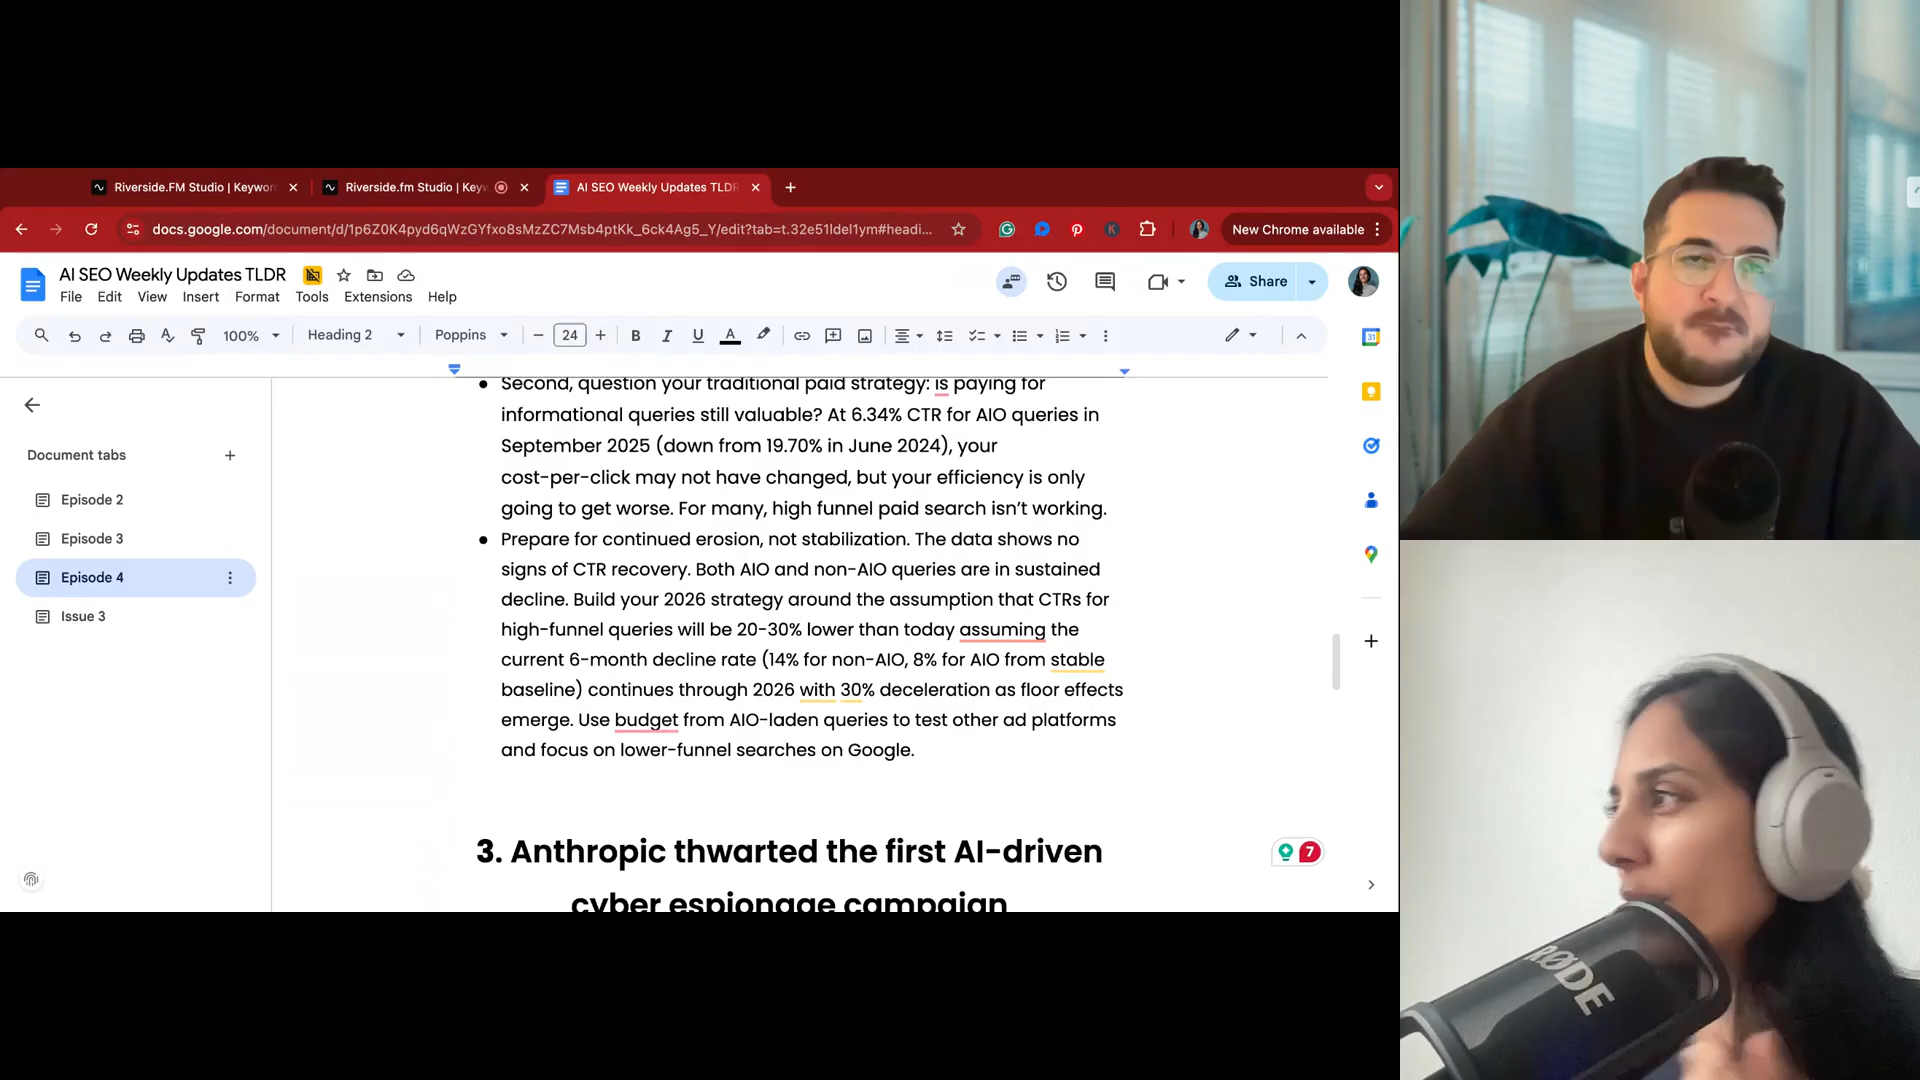 Riverside.FM Studio | Keywor
Riverside.fm Studio | Keyw
AI SEO Weekly Updates TLDR
docs.google.com/document/d/1p6Z0K4pyd6qWzGYfxo8sMzZC7Msb4ptKk_6ck4Ag5_Y/edit?tab=t.32e51ldel1ym#headi...
K
New Chrome available
AI SEO Weekly Updates TLDR
File Edit View Insert Format Tools Extensions Help
Share
100%
Heading 2
Poppins
24
B I U A
31
Document tabs
Episode 2
Episode 3
Episode 4
Issue 3
Second, question your traditional paid strategy: is paying for
informational queries still valuable? At 6.34% CTR for AIO queries in
September 2025 (down from 19.70% in June 2024), your
cost-per-click may not have changed, but your efficiency is only
going to get worse. For many, high funnel paid search isn’t working.
Prepare for continued erosion, not stabilization. The data shows no
signs of CTR recovery. Both AIO and non-AIO queries are in sustained
decline. Build your 2026 strategy around the assumption that CTRs for
high-funnel queries will be 20-30% lower than today assuming the
current 6-month decline rate (14% for non-AIO, 8% for AIO from stable
baseline) continues through 2026 with 30% deceleration as floor effects
emerge. Use budget from AIO-laden queries to test other ad platforms
and focus on lower-funnel searches on Google.
3. Anthropic thwarted the first AI-driven
cyber espionage campaign
7
RØDE